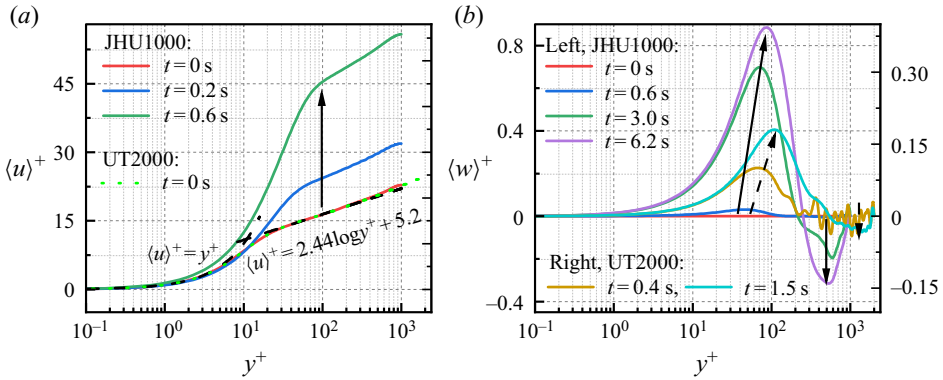 (a)
JHU1000:
t = 0 s
t = 0.2 s
t = 0.6 s
UT2000:
t = 0 s
⟨u⟩⁺
45
30
15
0
⟨u⟩⁺ = y⁺
⟨u⟩⁺ = 2.44logy⁺ + 5.2
10⁻¹ 10⁰ 10¹ 10² 10³
y⁺
(b)
Left, JHU1000:
t = 0 s
t = 0.6 s
t = 3.0 s
t = 6.2 s
⟨w⟩⁺
0.8
0.4
0
−0.4
0.30
0.15
0
−0.15
Right, UT2000:
t = 0.4 s, t = 1.5 s
10⁻¹ 10⁰ 10¹ 10² 10³
y⁺